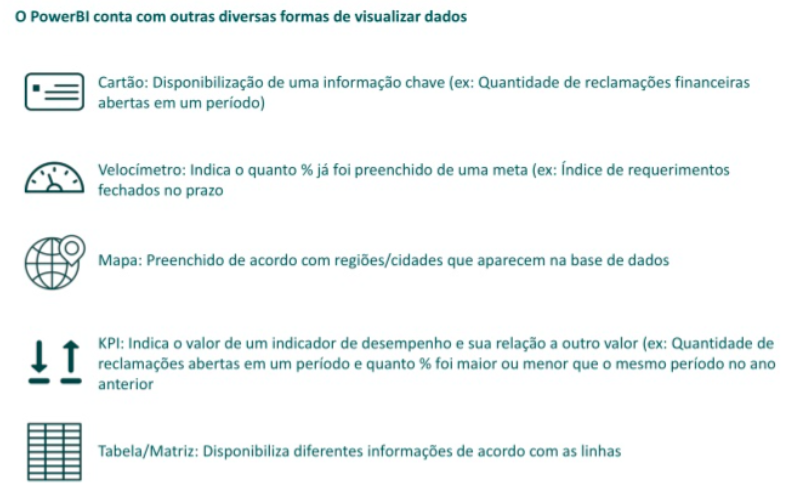 O PowerBI conta com outras diversas formas de visualizar dados
Cartão: Disponibilização de uma informação chave (ex: Quantidade de reclamações financeiras
abertas em um período)
Velocímetro: Indica o quanto % já foi preenchido de uma meta (ex: Índice de requerimentos
fechados no prazo
Mapa: Preenchido de acordo com regiões/cidades que aparecem na base de dados
KPI: Indica o valor de um indicador de desempenho e sua relação a outro valor (ex: Quantidade de
reclamações abertas em um período e quanto % foi maior ou menor que o mesmo período no ano
anterior
Tabela/Matriz: Disponibiliza diferentes informações de acordo com as linhas